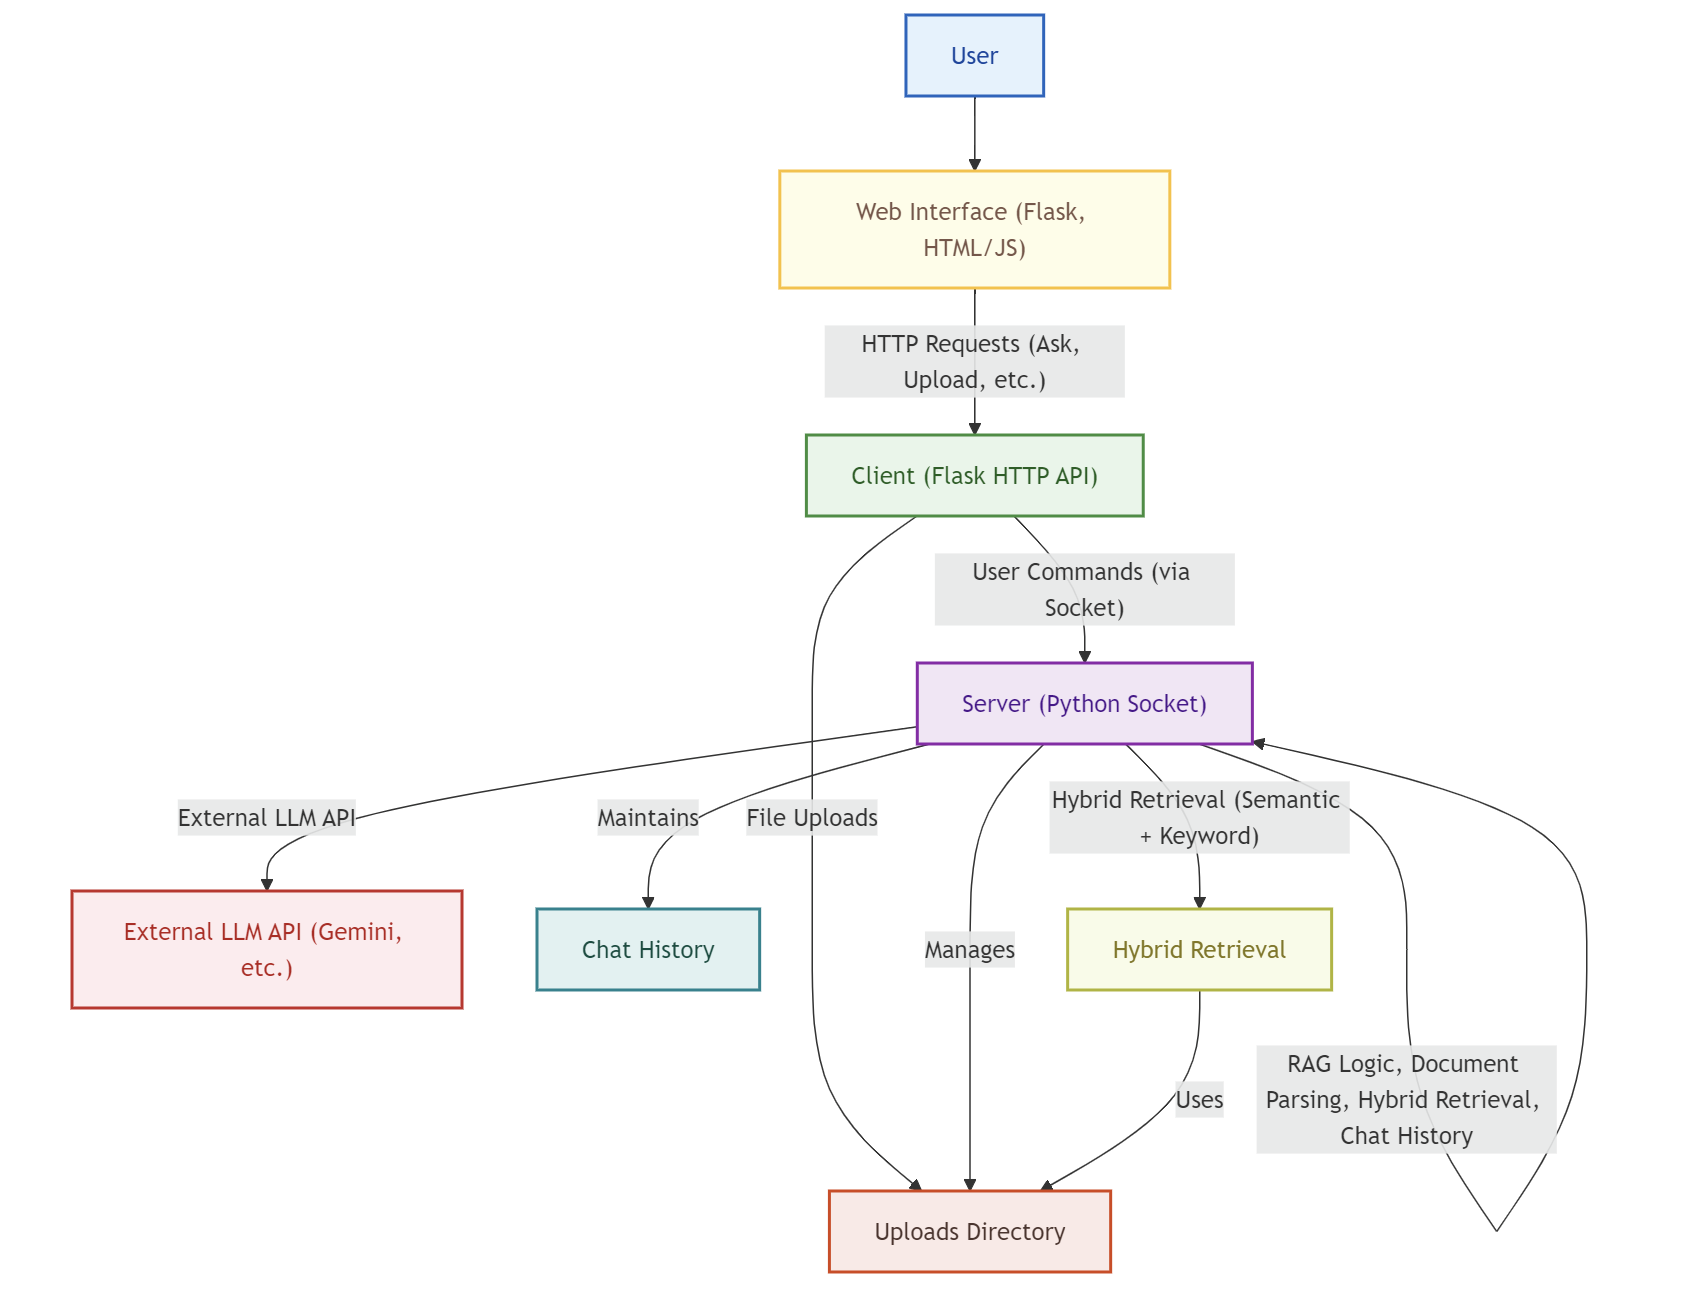 User
Web Interface (Flask,
HTML/JS)
HTTP Requests (Ask,
Upload, etc.)
Client (Flask HTTP API)
User Commands (via
Socket)
Server (Python Socket)
External LLM API
Maintains
File Uploads
Hybrid Retrieval (Semantic
+ Keyword)
External LLM API (Gemini,
etc.)
Chat History
Manages
Hybrid Retrieval
Uses
RAG Logic, Document
Parsing, Hybrid Retrieval,
Chat History
Uploads Directory